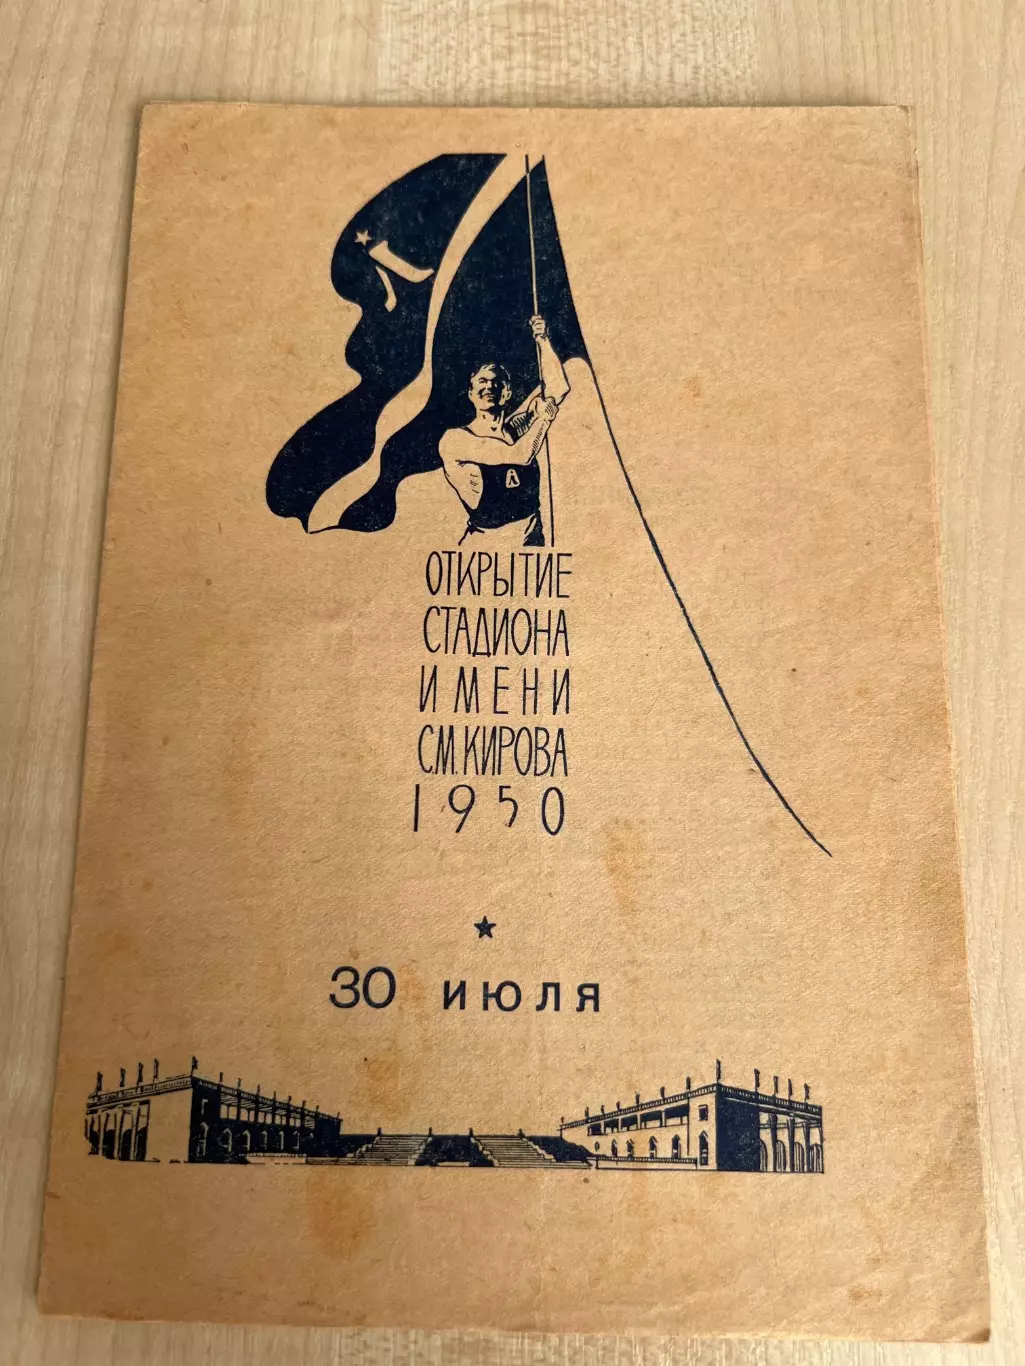 ОТКРЫТИЕ
СТАДИОНА
ИМЕНИ
С.М.КИРОВА
1950
30 ИЮЛЯ